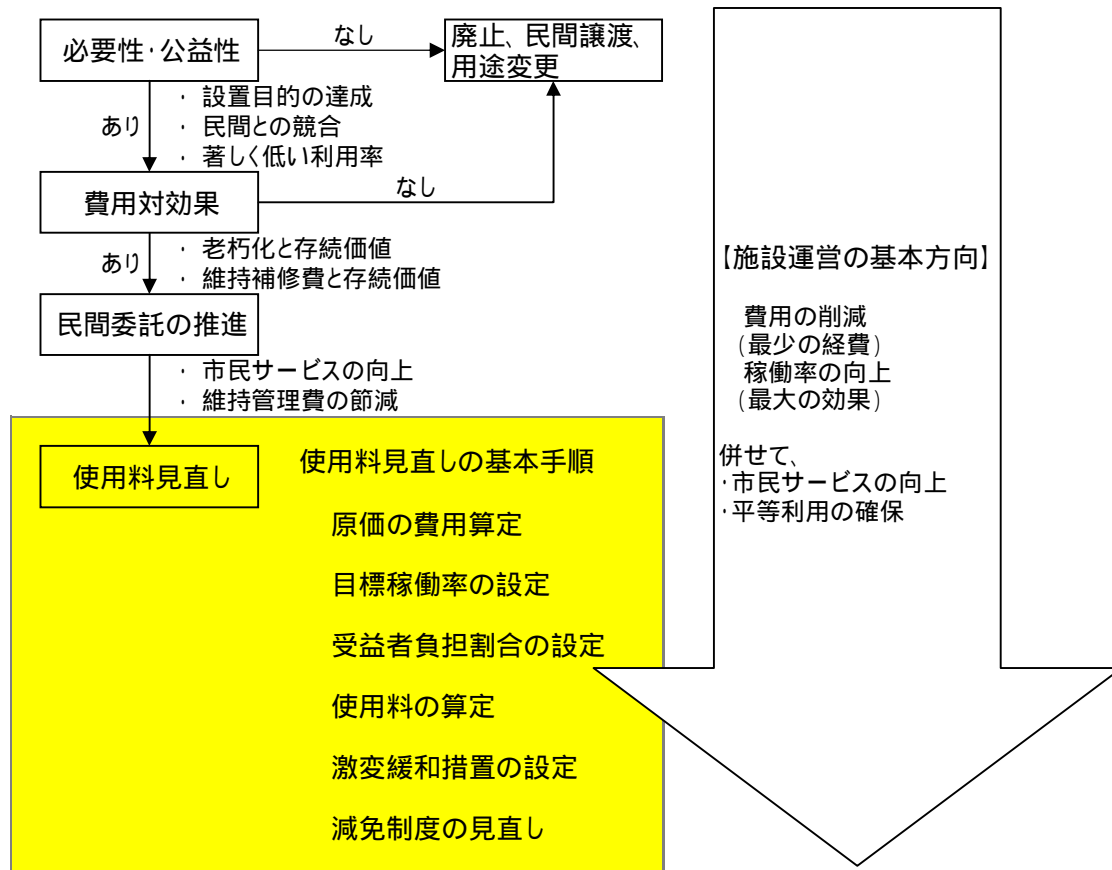 必要性・公益性
なし
廃止、民間譲渡、
用途変更
あり
・ 設置目的の達成
・ 民間との競合
・ 著しく低い利用率
費用対効果
なし
あり
・ 老朽化と存続価値
・ 維持補修費と存続価値
民間委託の推進
・ 市民サービスの向上
・ 維持管理費の節減
使用料見直し
使用料見直しの基本手順
原価の費用算定
目標稼働率の設定
受益者負担割合の設定
使用料の算定
激変緩和措置の設定
減免制度の見直し
【施設運営の基本方向】
費用の削減
(最少の経費)
稼働率の向上
(最大の効果)
併せて、
・市民サービスの向上
・平等利用の確保